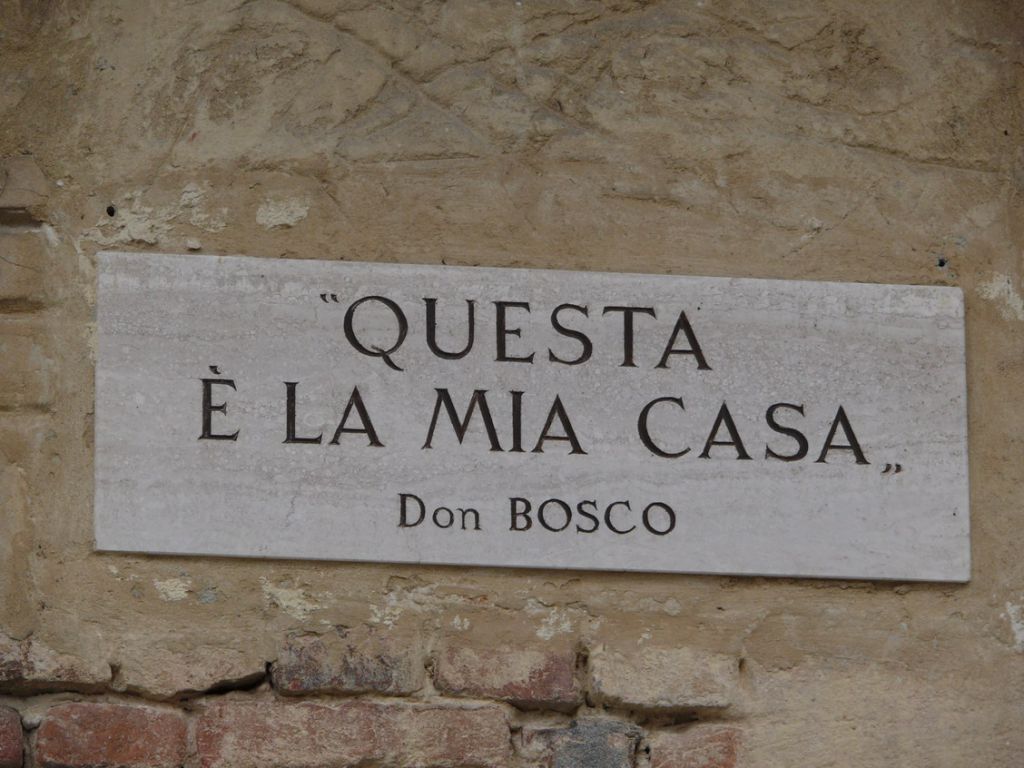 “QUESTA
È LA MIA CASA„
Don BOSCO